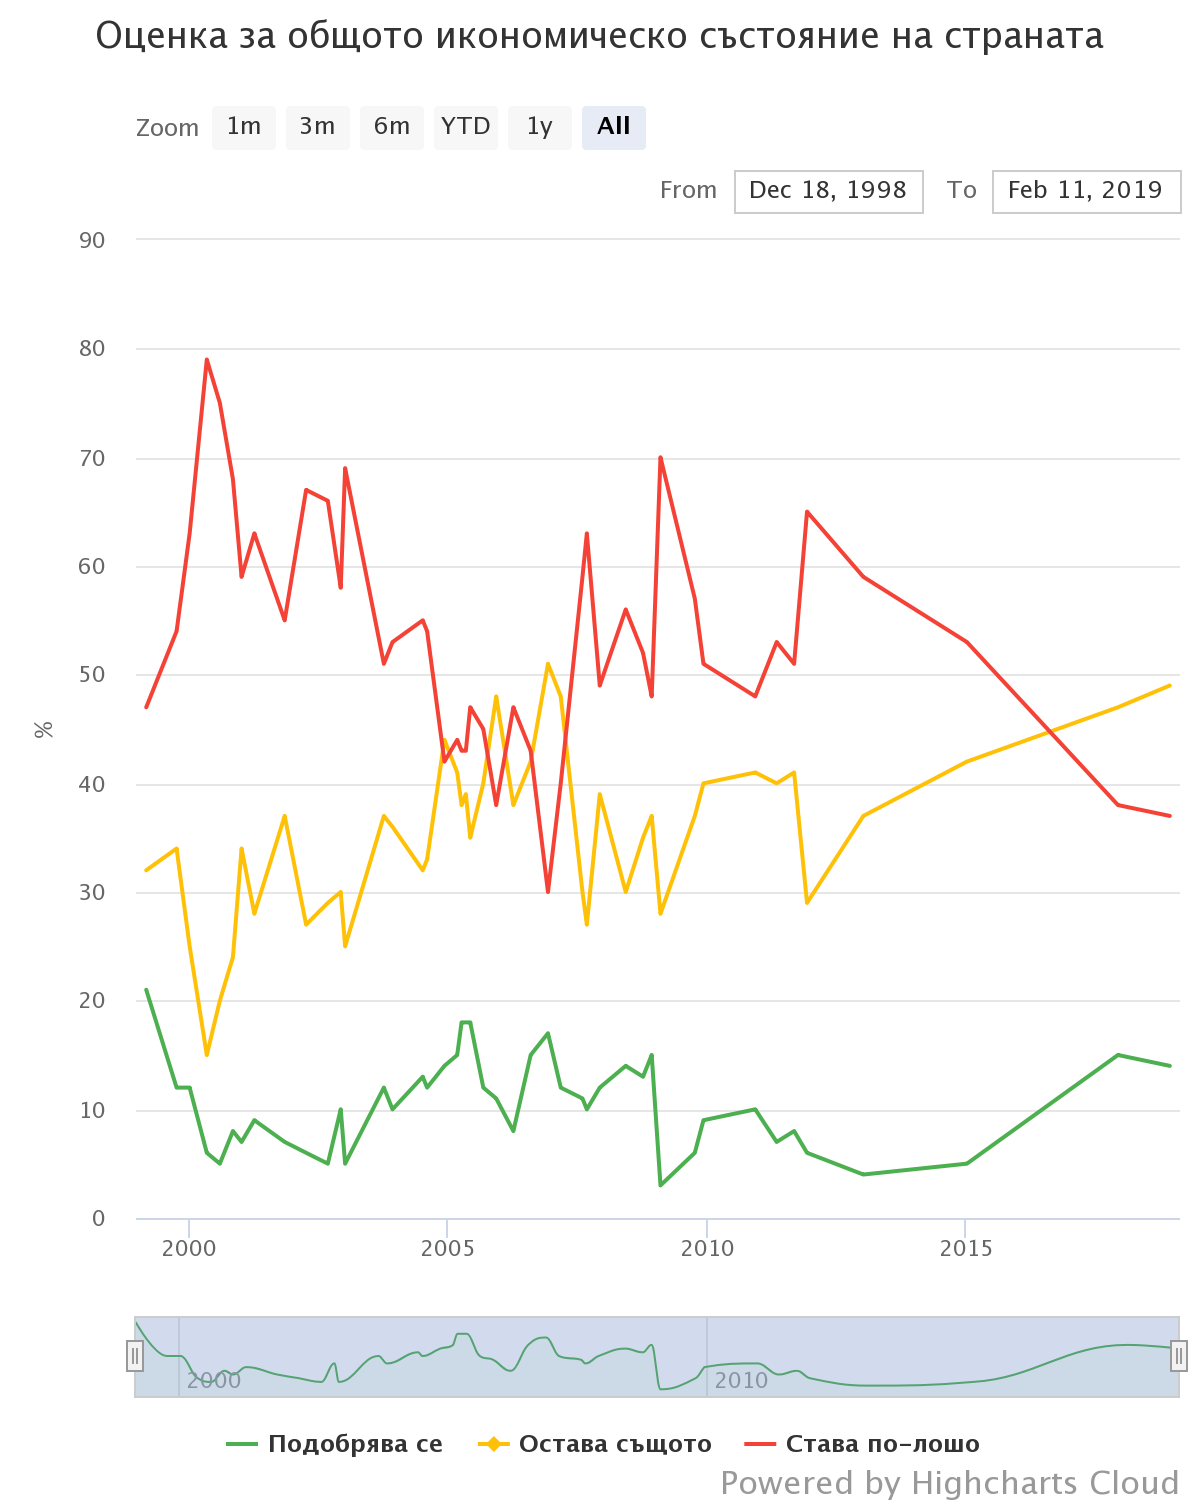 Оценка за общото икономическо състояние на страната
Zoom 1m 3m 6m YTD 1y All
From Dec 18, 1998 To Feb 11, 2019
90
80
70
60
50
%
40
30
20
10
0
2000 2005 2010 2015
2000 2010
Подобрява се Остава същото Става по-лошо
Powered by Highcharts Cloud